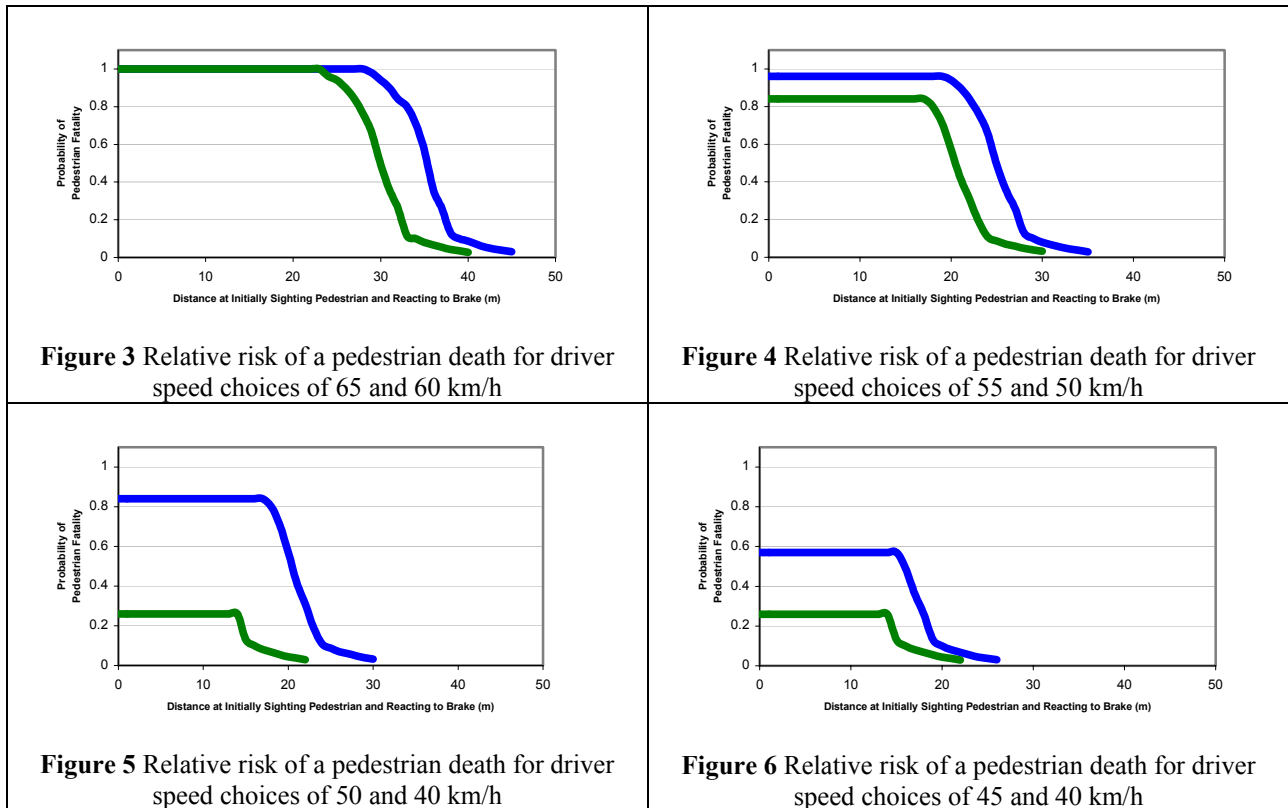 Probability of
Pedestrian Fatality
1
0.8
0.6
0.4
0.2
0
0 10 20 30 40 50
Distance at Initially Sighting Pedestrian and Reacting to Brake (m)
Figure 3 Relative risk of a pedestrian death for driver
speed choices of 65 and 60 km/h
Probability of
Pedestrian Fatality
1
0.8
0.6
0.4
0.2
0
0 10 20 30 40 50
Distance at Initially Sighting Pedestrian and Reacting to Brake (m)
Figure 4 Relative risk of a pedestrian death for driver
speed choices of 55 and 50 km/h
Probability of
Pedestrian Fatality
1
0.8
0.6
0.4
0.2
0
0 10 20 30 40 50
Distance at Initially Sighting Pedestrian and Reacting to Brake (m)
Figure 5 Relative risk of a pedestrian death for driver
speed choices of 50 and 40 km/h
Probability of
Pedestrian Fatality
1
0.8
0.6
0.4
0.2
0
0 10 20 30 40 50
Distance at Initially Sighting Pedestrian and Reacting to Brake (m)
Figure 6 Relative risk of a pedestrian death for driver
speed choices of 45 and 40 km/h